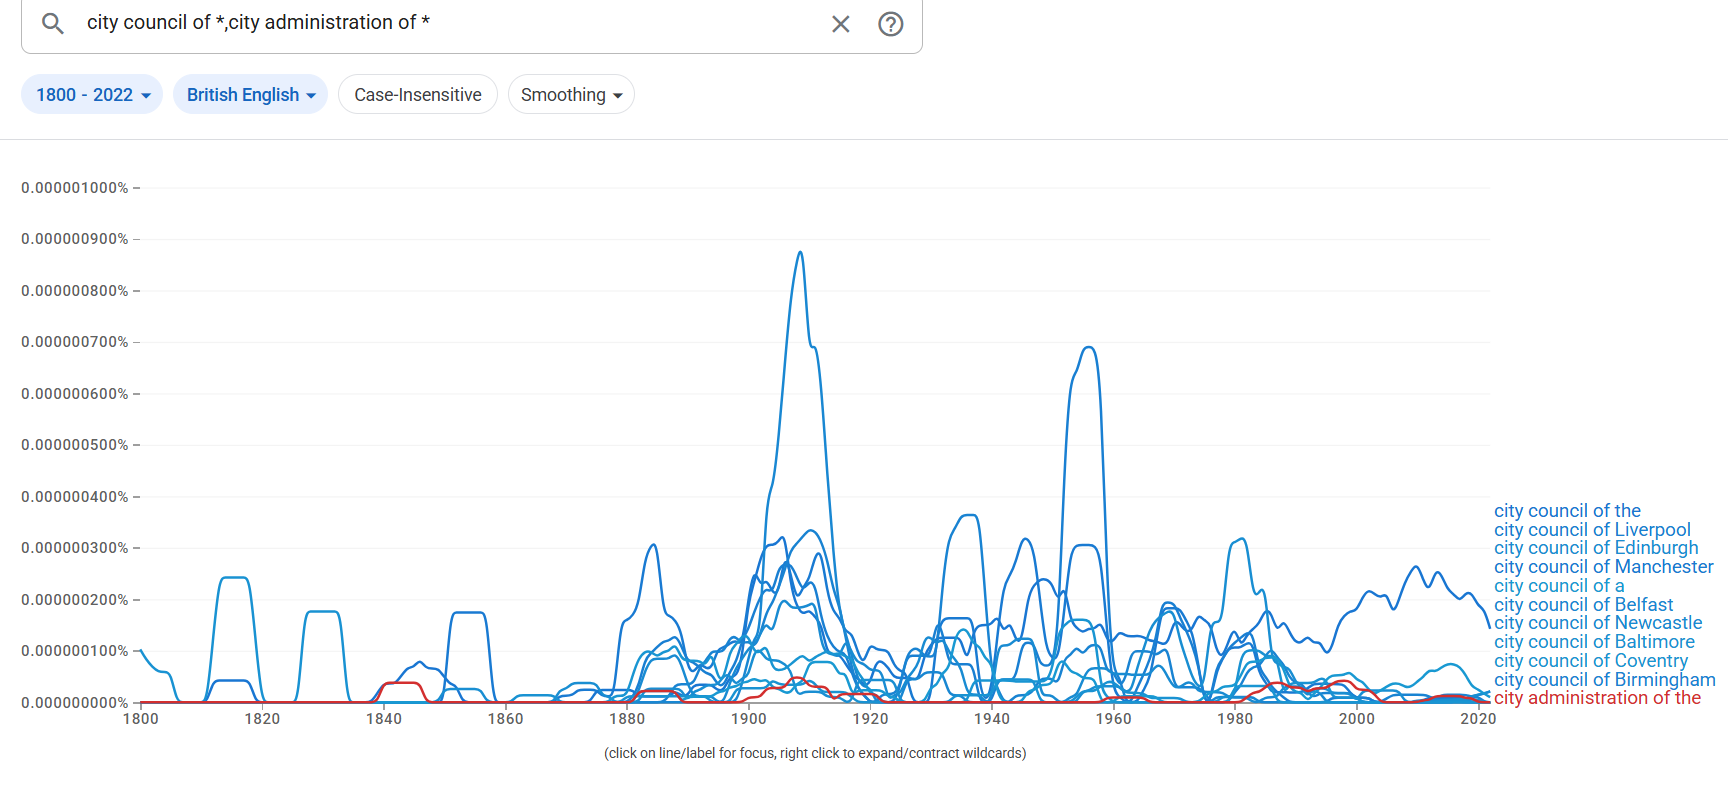 city council of *,city administration of *
1800 - 2022
British English
Case-Insensitive
Smoothing
0.000001000%
0.000000900%
0.000000800%
0.000000700%
0.000000600%
0.000000500%
0.000000400%
0.000000300%
0.000000200%
0.000000100%
0.000000000%
1800 1820 1840 1860 1880 1900 1920 1940 1960 1980 2000 2020
city council of the
city council of Liverpool
city council of Edinburgh
city council of Manchester
city council of a
city council of Belfast
city council of Newcastle
city council of Baltimore
city council of Coventry
city council of Birmingham
city administration of the
(click on line/label for focus, right click to expand/contract wildcards)